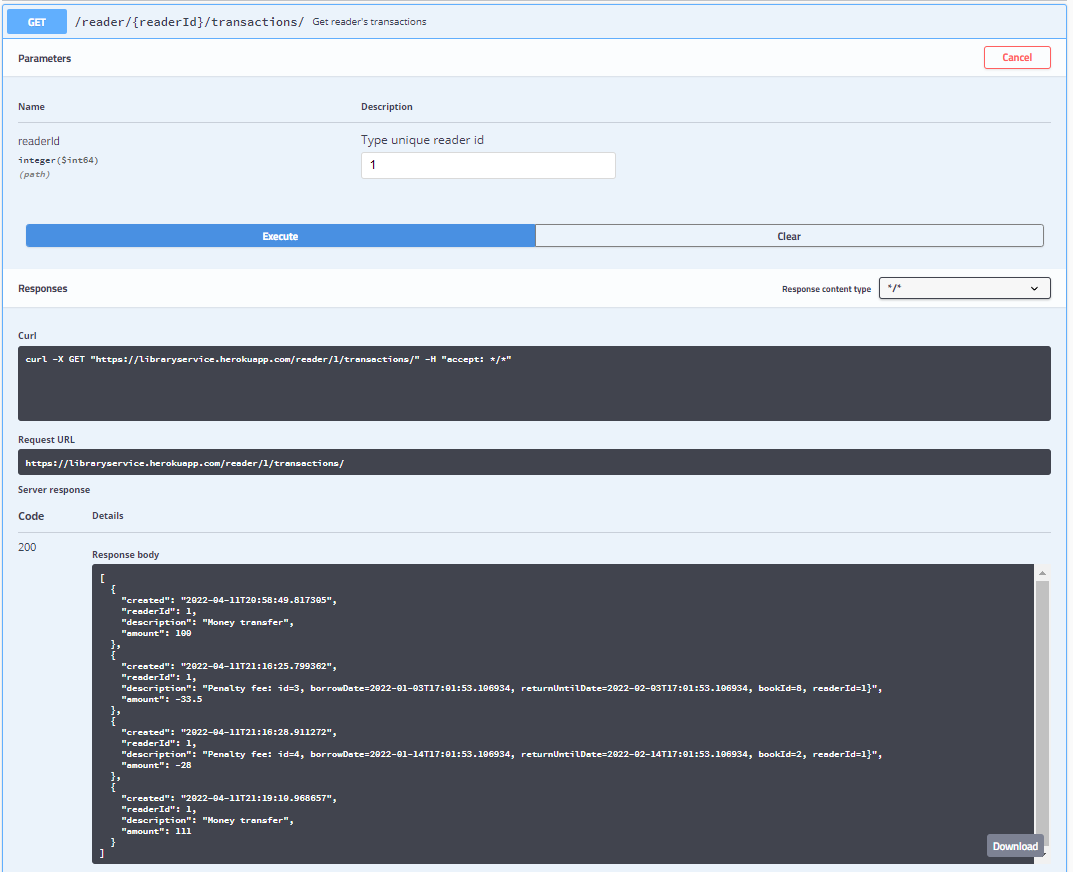 GET /reader/{readerId}/transactions/ Get reader's transactions
Parameters
Cancel
Name Description
readerId Type unique reader id
integer($int64)
(path)
1
Execute Clear
Responses Response content type */*
Curl
curl -X GET "https://libraryservice.herokuapp.com/reader/1/transactions/" -H "accept: */*"
Request URL
https://libraryservice.herokuapp.com/reader/1/transactions/
Server response
Code Details
200
Response body
[
  {
    "created": "2022-04-11T20:58:49.817305",
    "readerId": 1,
    "description": "Money transfer",
    "amount": 100
  },
  {
    "created": "2022-04-11T21:16:25.799362",
    "readerId": 1,
    "description": "Penalty fee: id=3, borrowDate=2022-01-03T17:01:53.106934, returnUntilDate=2022-02-03T17:01:53.106934, bookId=8, readerId=1}",
    "amount": -33.5
  },
  {
    "created": "2022-04-11T21:16:28.911272",
    "readerId": 1,
    "description": "Penalty fee: id=4, borrowDate=2022-01-14T17:01:53.106934, returnUntilDate=2022-02-14T17:01:53.106934, bookId=2, readerId=1}",
    "amount": -28
  },
  {
    "created": "2022-04-11T21:19:10.968657",
    "readerId": 1,
    "description": "Money transfer",
    "amount": 111
  }
]
Download